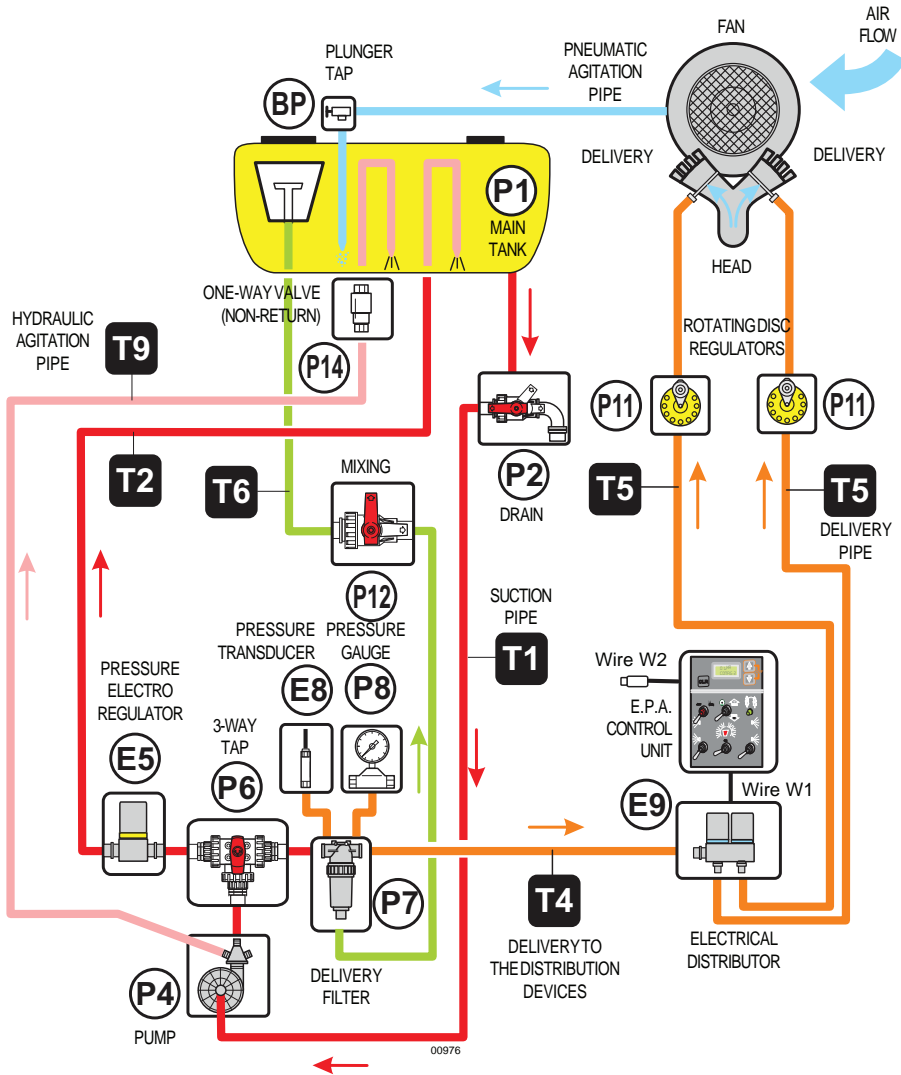 FAN
AIR
FLOW
PNEUMATIC
AGITATION
PIPE
PLUNGER
TAP
BP
DELIVERY
DELIVERY
P1
MAIN
TANK
HEAD
ONE-WAY VALVE
(NON-RETURN)
P14
HYDRAULIC
AGITATION
PIPE
T9
ROTATING DISC
REGULATORS
P11
P11
T2
T6
MIXING
P12
P2
DRAIN
T5
T5
DELIVERY
PIPE
SUCTION
PIPE
T1
PRESSURE
TRANSDUCER
E8
PRESSURE
GAUGE
P8
PRESSURE
ELECTRO
REGULATOR
E5
3-WAY
TAP
P6
Wire W2
E.P.A.
CONTROL
UNIT
Wire W1
E9
P7
T4
DELIVERY TO
THE DISTRIBUTION
DEVICES
ELECTRICAL
DISTRIBUTOR
DELIVERY
FILTER
P4
PUMP
00976